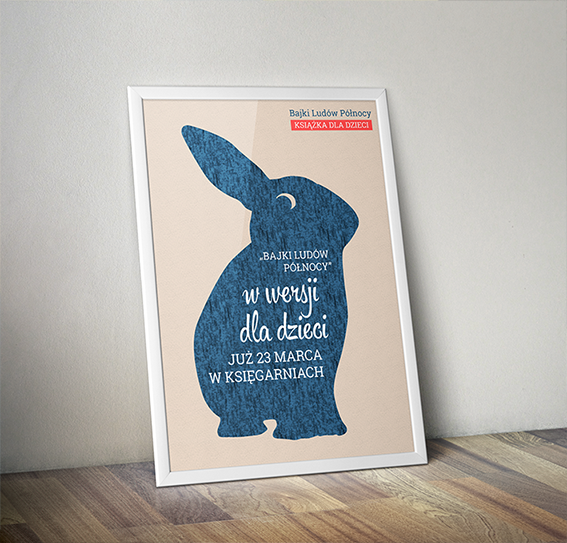 Bajki Ludów Północy
KSIĄŻKA DLA DZIECI
„BAJKI LUDÓW
PÓŁNOCY”
w wersji
dla dzieci
JUŻ 23 MARCA
W KSIĘGARNIACH